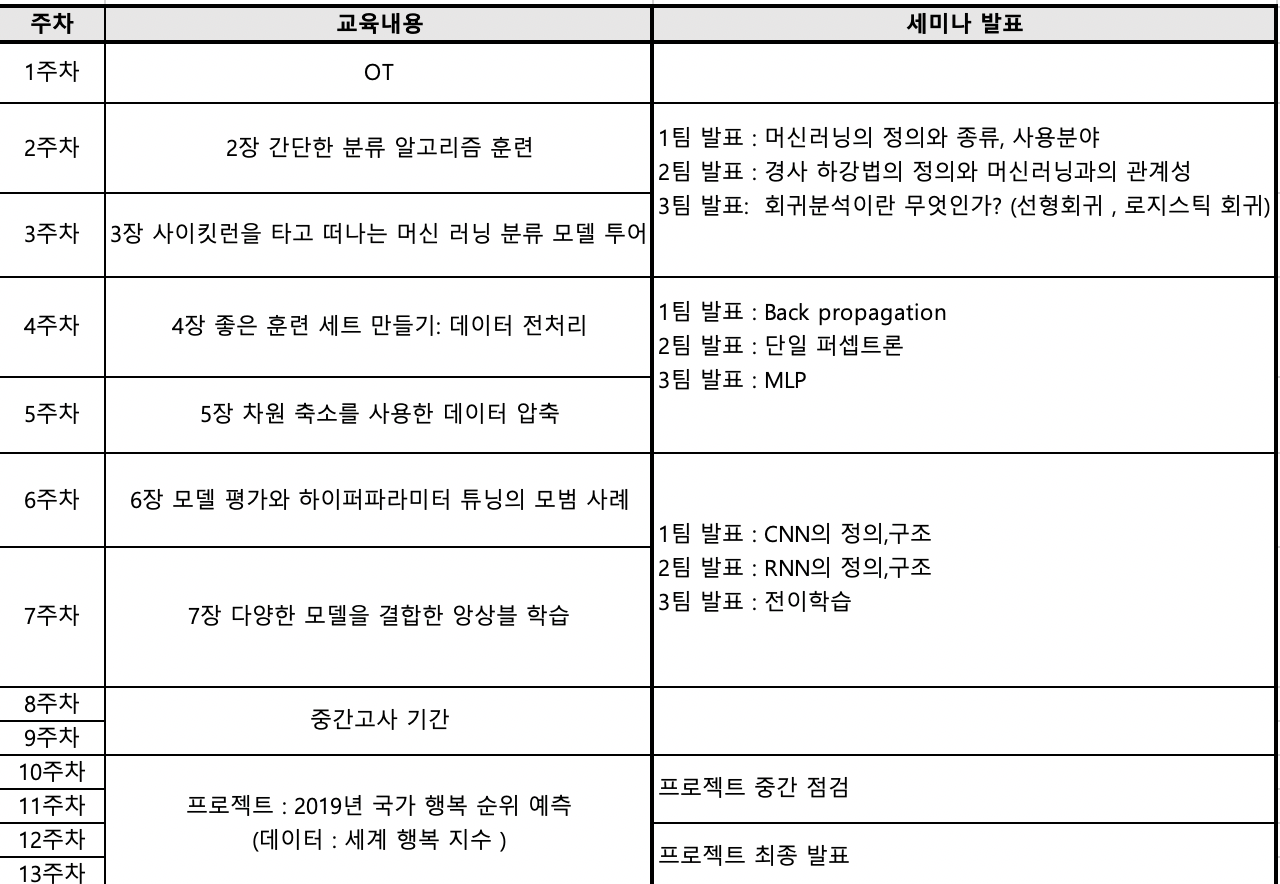 주차 교육내용 세미나 발표
1주차 OT
2주차 2장 간단한 분류 알고리즘 훈련
1팀 발표 : 머신러닝의 정의와 종류, 사용분야
2팀 발표 : 경사 하강법의 정의와 머신러닝과의 관계성
3팀 발표: 회귀분석이란 무엇인가? (선형회귀 , 로지스틱 회귀)
3주차 3장 사이킷런을 타고 떠나는 머신 러닝 분류 모델 투어
4주차 4장 좋은 훈련 세트 만들기: 데이터 전처리
1팀 발표 : Back propagation
2팀 발표 : 단일 퍼셉트론
3팀 발표 : MLP
5주차 5장 차원 축소를 사용한 데이터 압축
6주차 6장 모델 평가와 하이퍼파라미터 튜닝의 모범 사례
1팀 발표 : CNN의 정의,구조
2팀 발표 : RNN의 정의,구조
3팀 발표 : 전이학습
7주차 7장 다양한 모델을 결합한 앙상블 학습
8주차
중간고사 기간
9주차
10주차
프로젝트 중간 점검
11주차 프로젝트 : 2019년 국가 행복 순위 예측
12주차 (데이터 : 세계 행복 지수 )
프로젝트 최종 발표
13주차